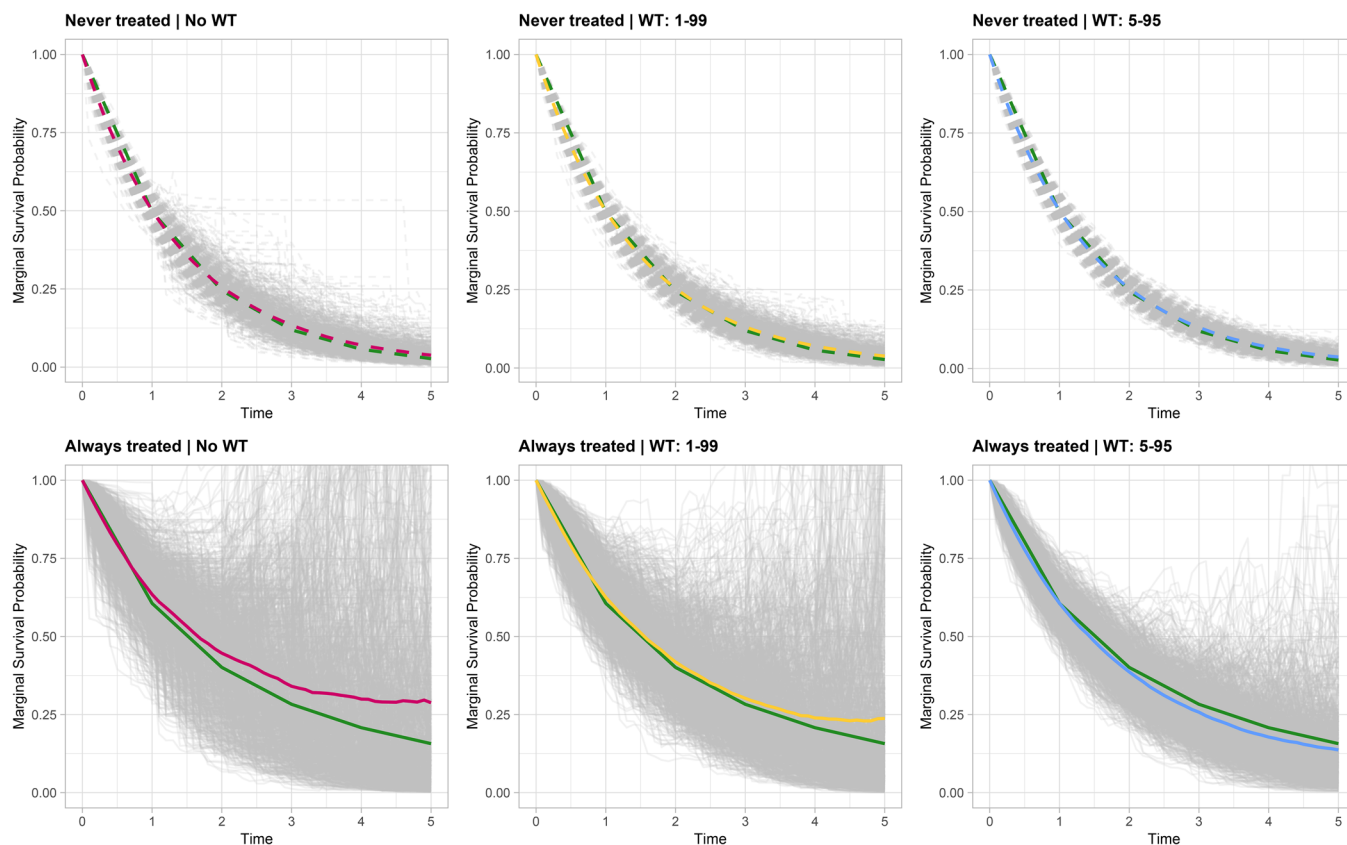 Never treated | No WT
Never treated | WT: 1-99
Never treated | WT: 5-95
Marginal Survival Probability
1.00
0.75
0.50
0.25
0.00
0 1 2 3 4 5
Time
Marginal Survival Probability
1.00
0.75
0.50
0.25
0.00
0 1 2 3 4 5
Time
Marginal Survival Probability
1.00
0.75
0.50
0.25
0.00
0 1 2 3 4 5
Time
Always treated | No WT
Always treated | WT: 1-99
Always treated | WT: 5-95
Marginal Survival Probability
1.00
0.75
0.50
0.25
0.00
0 1 2 3 4 5
Time
Marginal Survival Probability
1.00
0.75
0.50
0.25
0.00
0 1 2 3 4 5
Time
Marginal Survival Probability
1.00
0.75
0.50
0.25
0.00
0 1 2 3 4 5
Time